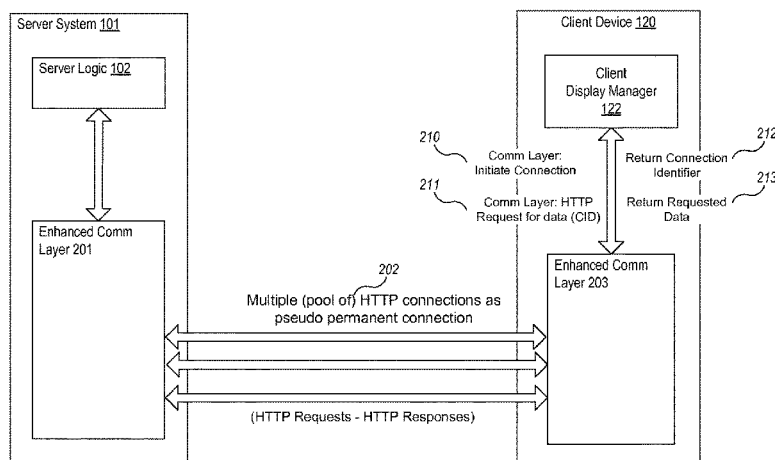 Server System 101
Server Logic 102
Enhanced Comm
Layer 201
202
Multiple (pool of) HTTP connections as
pseudo permanent connection
(HTTP Requests - HTTP Responses)
Client Device 120
Client
Display Manager
122
210
Comm Layer:
Initiate Connection
211
Comm Layer: HTTP
Request for data (CID)
212
Return Connection
Identifier
213
Return Requested
Data
Enhanced Comm
Layer 203